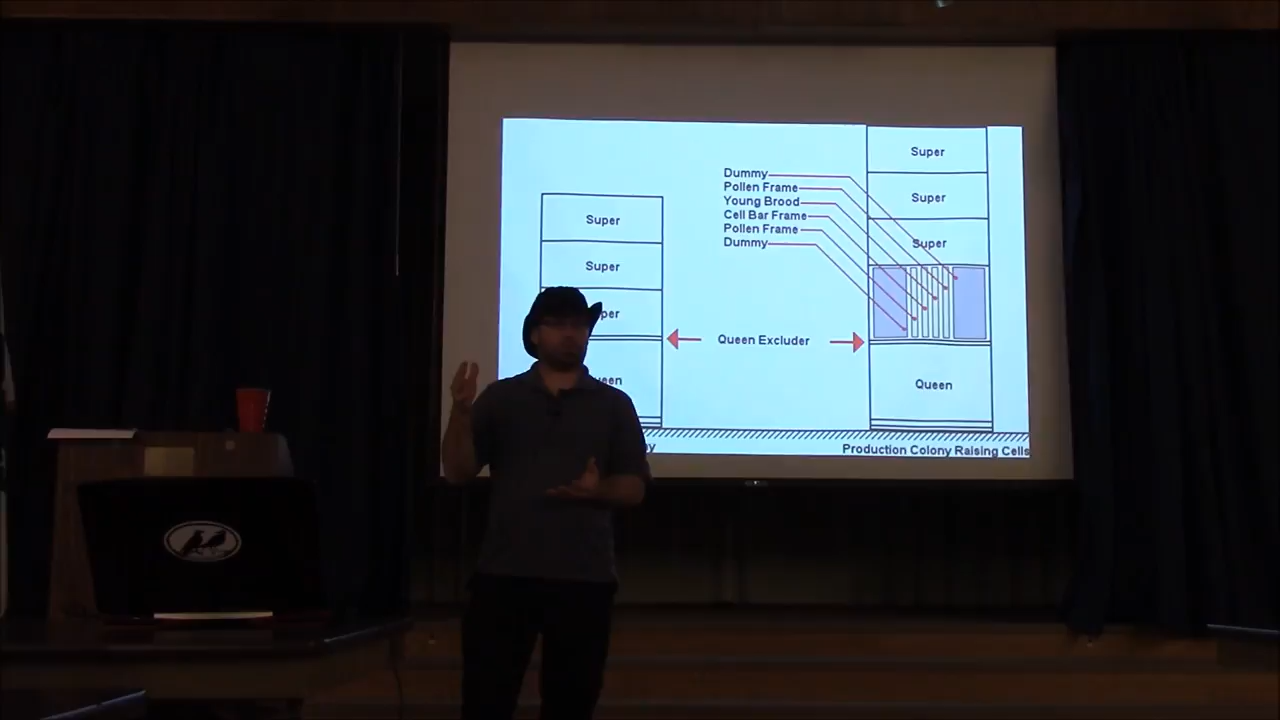 Super
Super
Super
Dummy
Pollen Frame
Young Brood
Cell Bar Frame
Pollen Frame
Dummy
Super
Super
Queen Excluder
Queen
Production Colony Raising Cells